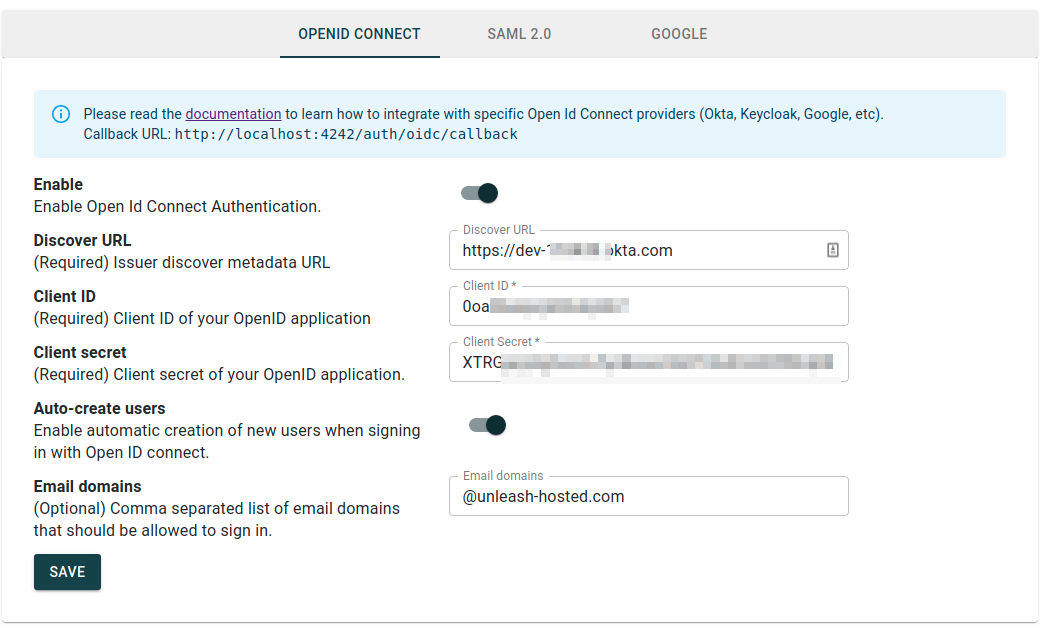 OPENID CONNECT SAML 2.0 GOOGLE
Please read the documentation to learn how to integrate with specific Open Id Connect providers (Okta, Keycloak, Google, etc).
Callback URL: http://localhost:4242/auth/oidc/callback
Enable
Enable Open Id Connect Authentication.
Discover URL
(Required) Issuer discover metadata URL
Discover URL
https://dev- okta.com
Client ID
(Required) Client ID of your OpenID application
Client ID *
0oa
Client secret
(Required) Client secret of your OpenID application.
Client Secret *
XTRG
Auto-create users
Enable automatic creation of new users when signing
in with Open ID connect.
Email domains
(Optional) Comma separated list of email domains
that should be allowed to sign in.
Email domains
@unleash-hosted.com
SAVE